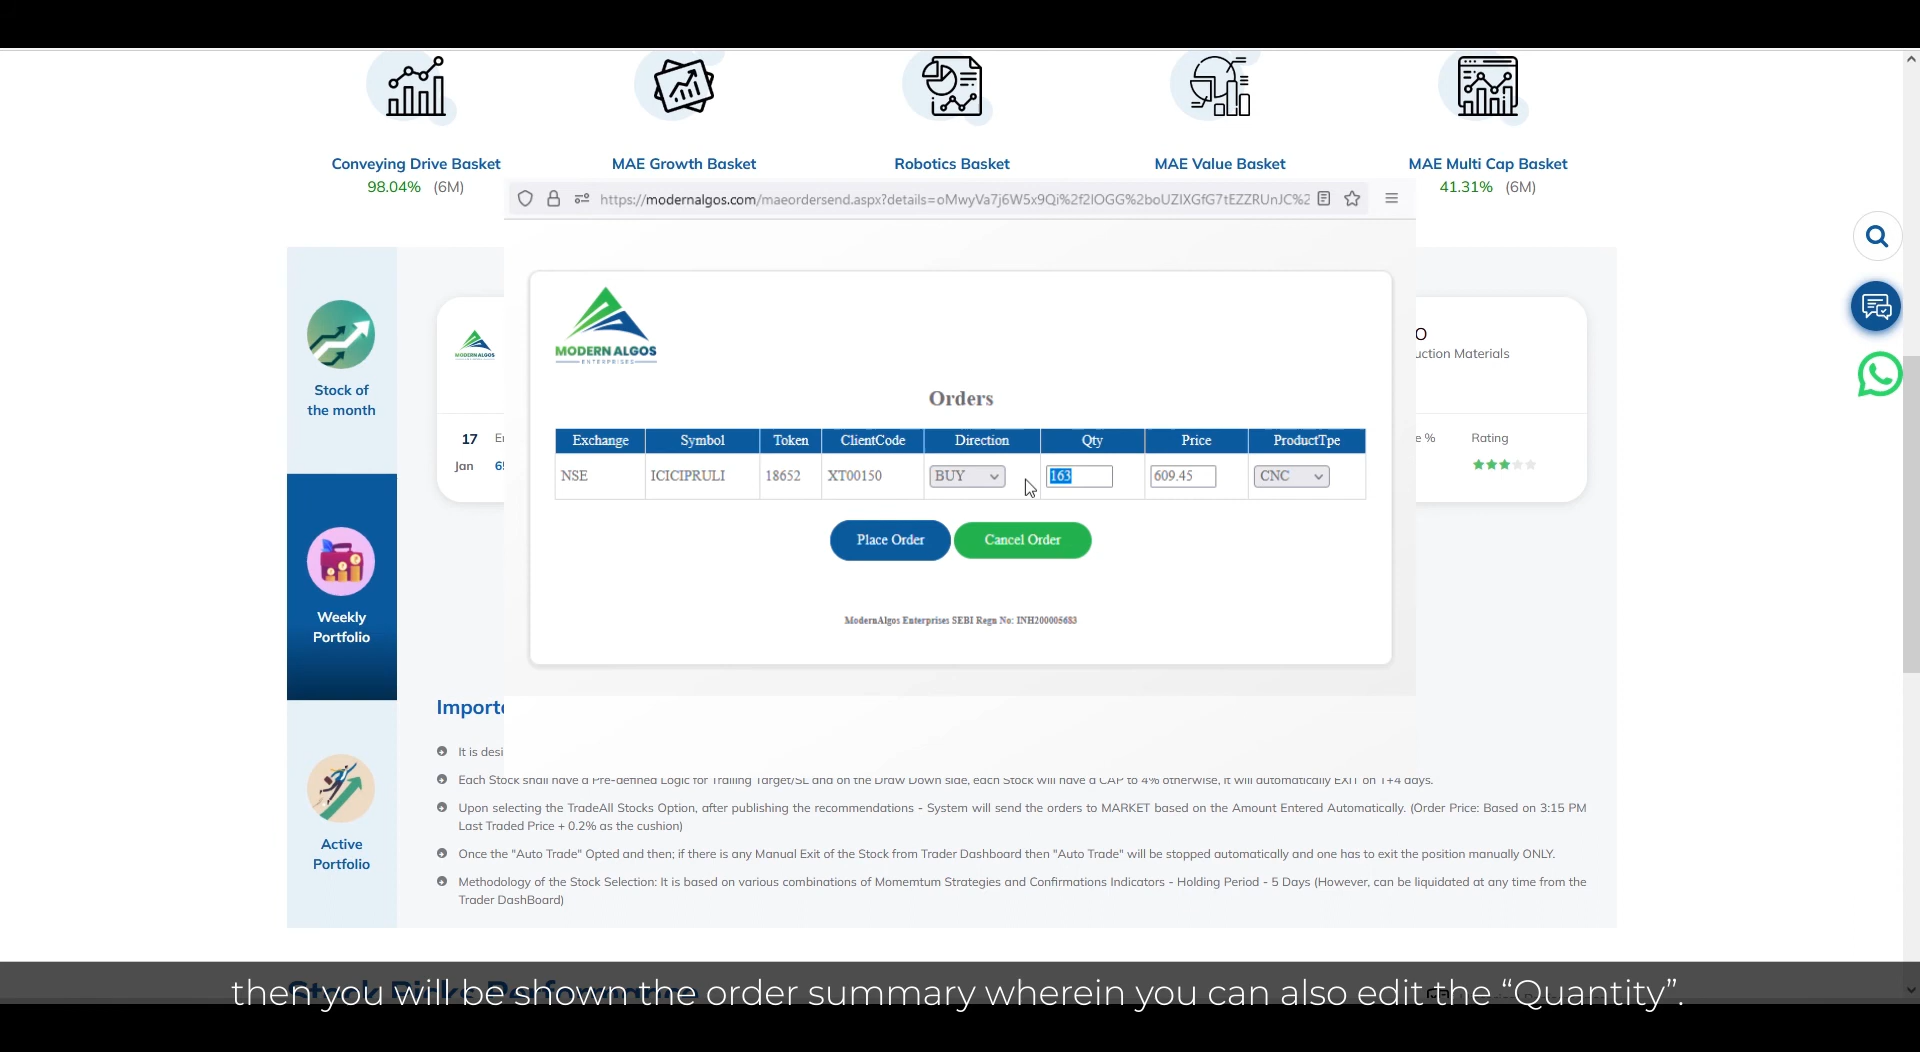 Conveying Drive Basket
98.04% (6M)
MAE Growth Basket
Robotics Basket
MAE Value Basket
MAE Multi Cap Basket
41.31% (6M)
https://modernalgos.com/maeordersend.aspx?details=oMwyVa7j6W5x9Qi%2f2lOGG%2boUZlXGfG7tEZZRUnJC%2
Stock of
the month
MODERN ALGOS
17
Jan
MODERN ALGOS
ENTERPRISES
Orders
Exchange Symbol Token ClientCode Direction Qty Price ProductTpe
NSE ICICIPRULI 18652 XT00150 BUY 163 609.45 CNC
Place Order Cancel Order
ModernAlgos Enterprises SEBI Regn No: INH200005683
O
uction Materials
e % Rating
Weekly
Portfolio
Active
Portfolio
Importa
It is desi
Each Stock shall have a Pre-defined Logic for Trailing Target/SL and on the Draw Down side, each Stock will have a CAP to 4% otherwise, it will automatically EXIT on T+4 days.
Upon selecting the TradeAll Stocks Option, after publishing the recommendations - System will send the orders to MARKET based on the Amount Entered Automatically. (Order Price: Based on 3:15 PM
Last Traded Price + 0.2% as the cushion)
Once the "Auto Trade" Opted and then; if there is any Manual Exit of the Stock from Trader Dashboard then "Auto Trade" will be stopped automatically and one has to exit the position manually ONLY.
Methodology of the Stock Selection: It is based on various combinations of Momemtum Strategies and Confirmations Indicators - Holding Period - 5 Days (However, can be liquidated at any time from the
Trader DashBoard)
then you will be shown the order summary wherein you can also edit the “Quantity”.